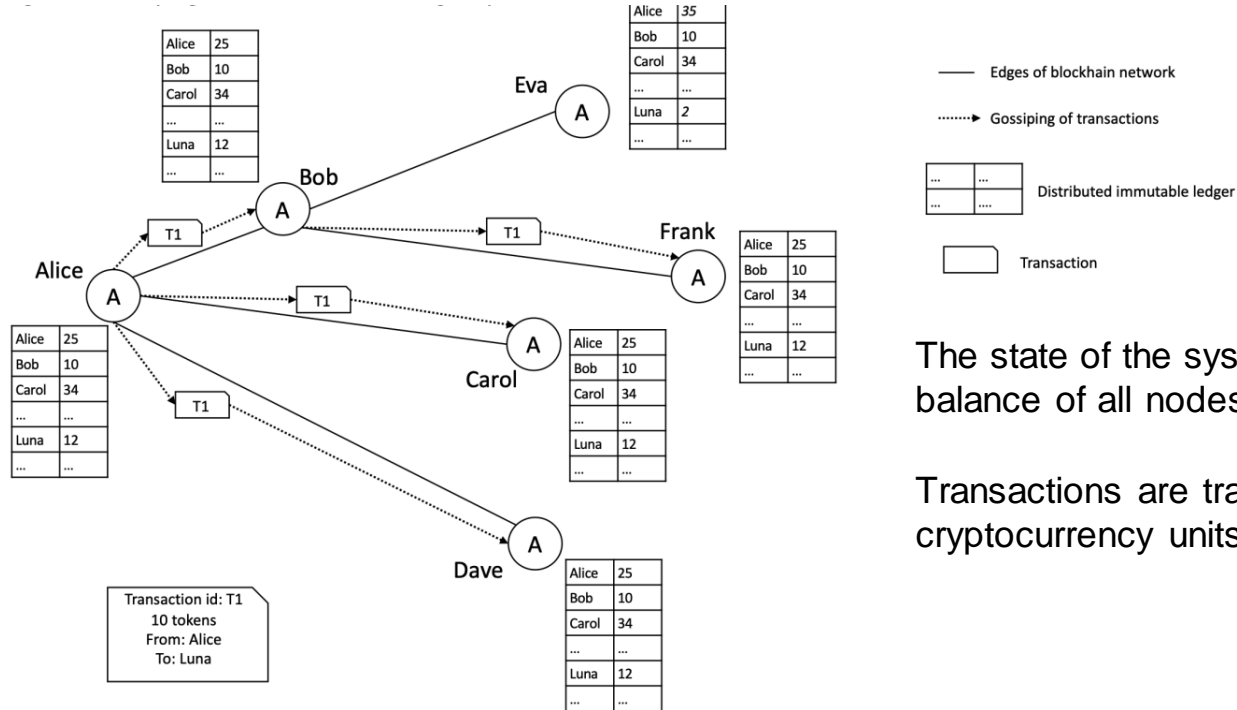 Alice 25
Bob 10
Carol 34
... ...
Luna 12
... ...
Alice 35
Bob 10
Carol 34
... ...
Luna 2
... ...
Eva
A
Bob
A
T1
T1
Frank
A
Alice 25
Bob 10
Carol 34
... ...
Luna 12
... ...
Alice
A
T1
Carol
A
Alice 25
Bob 10
Carol 34
... ...
Luna 12
... ...
Alice 25
Bob 10
Carol 34
... ...
Luna 12
... ...
T1
Dave
A
Alice 25
Bob 10
Carol 34
... ...
Luna 12
... ...
Transaction id: T1
10 tokens
From: Alice
To: Luna
Edges of blockhain network
Gossiping of transactions
... ...
... ....
Distributed immutable ledger
Transaction
The state of the sys
balance of all nodes
Transactions are tra
cryptocurrency units